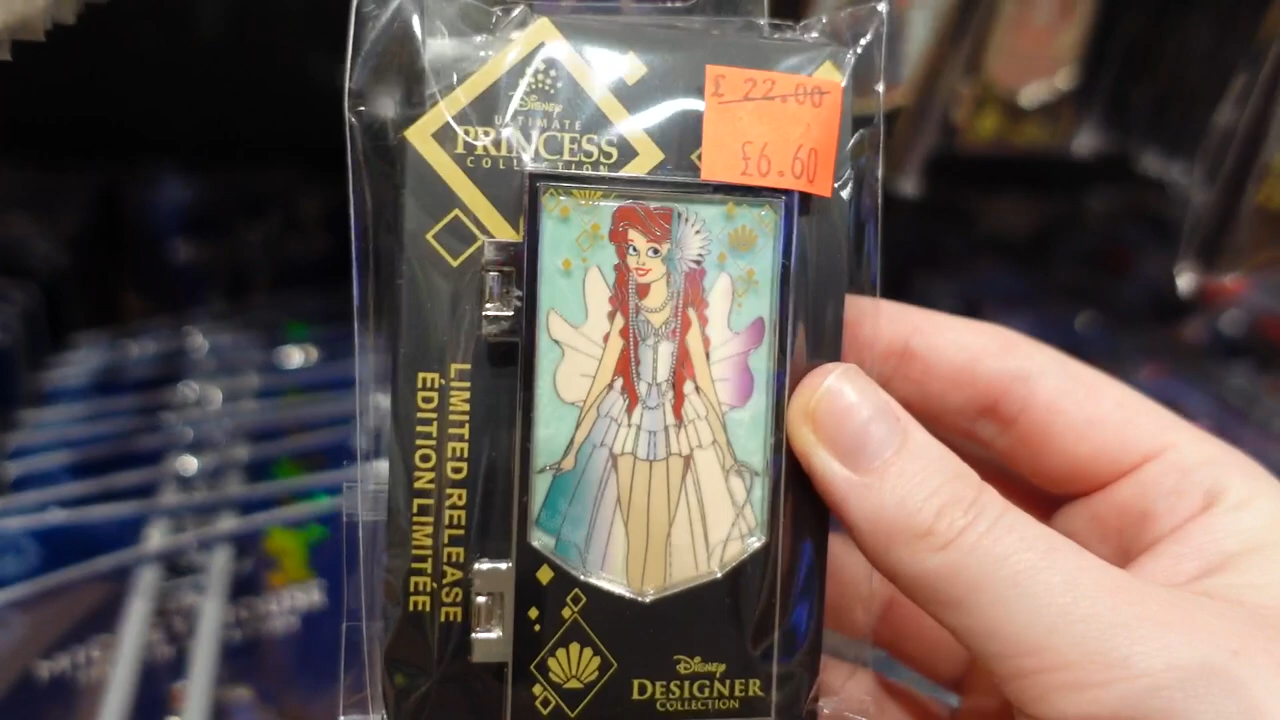 Disney
ULTIMATE
PRINCESS
COLLECTION
£ 22.00
£6.60
LIMITED RELEASE
ÉDITION LIMITÉE
Disney
DESIGNER
COLLECTION